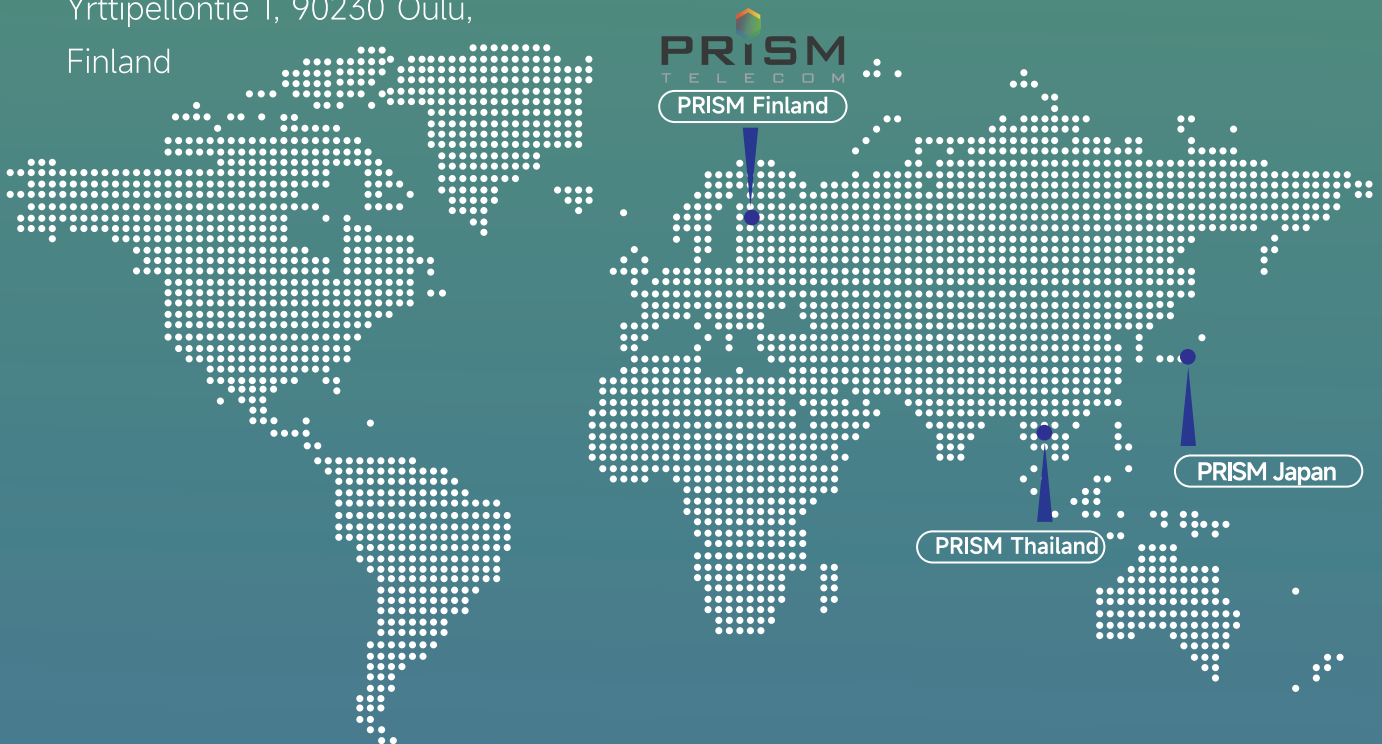 Yrttipellontie 1, 90230 Oulu,
Finland
PRiSM
TELECOM
PRISM Finland
PRISM Japan
PRISM Thailand